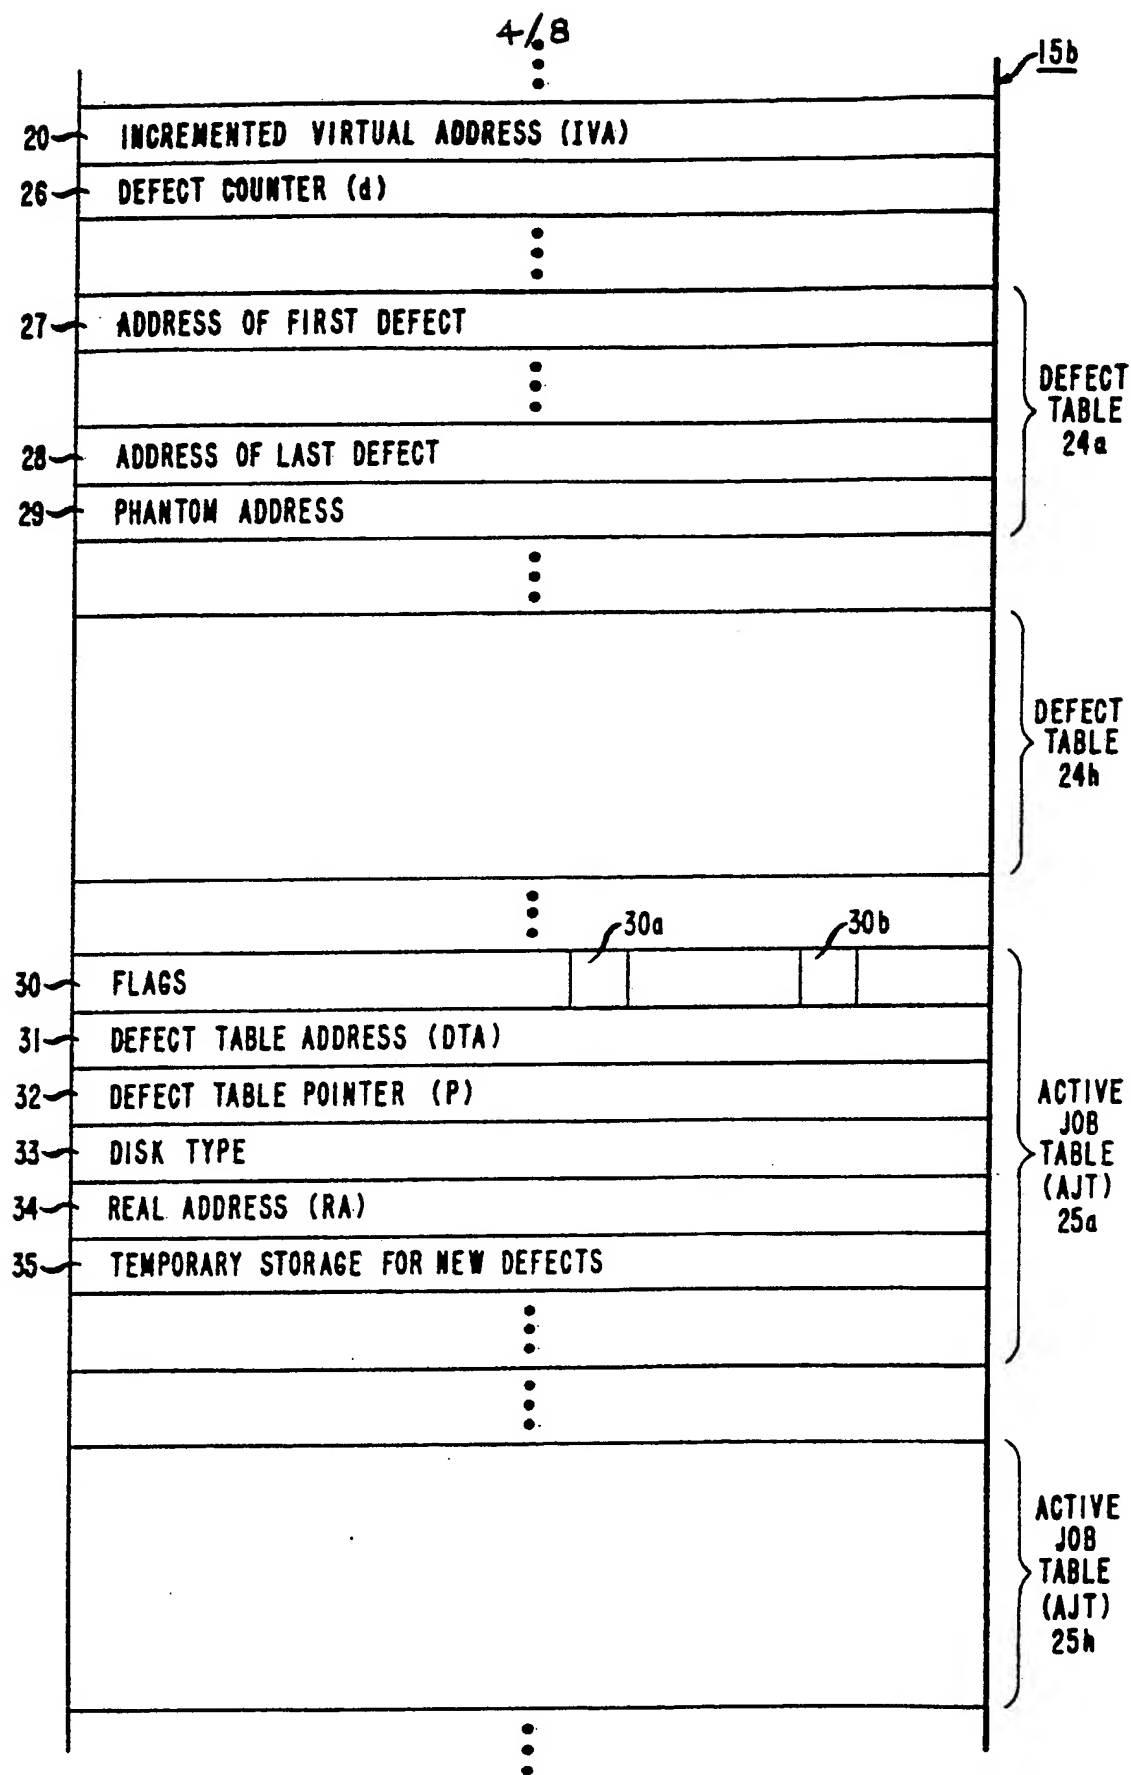 4/8
15b
20 INCREMENTED VIRTUAL ADDRESS (IVA)
26 DEFECT COUNTER (d)
27 ADDRESS OF FIRST DEFECT
28 ADDRESS OF LAST DEFECT
29 PHANTOM ADDRESS
DEFECT
TABLE
24a
DEFECT
TABLE
24h
30a
30b
30 FLAGS
31 DEFECT TABLE ADDRESS (DTA)
32 DEFECT TABLE POINTER (P)
33 DISK TYPE
34 REAL ADDRESS (RA)
35 TEMPORARY STORAGE FOR NEW DEFECTS
ACTIVE
JOB
TABLE
(AJT)
25a
ACTIVE
JOB
TABLE
(AJT)
25h